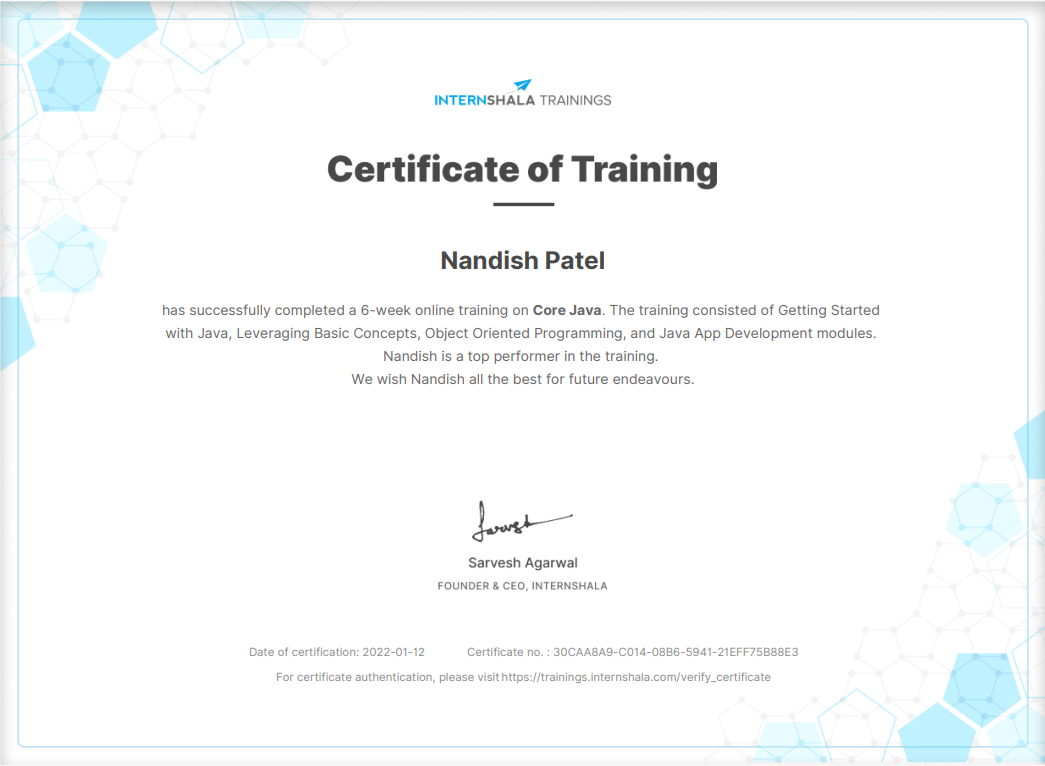 INTERNSHALA TRAININGS
Certificate of Training
Nandish Patel
has successfully completed a 6-week online training on Core Java. The training consisted of Getting Started
with Java, Leveraging Basic Concepts, Object Oriented Programming, and Java App Development modules.
Nandish is a top performer in the training.
We wish Nandish all the best for future endeavours.
Sarvesh
Sarvesh Agarwal
FOUNDER & CEO, INTERNSHALA
Date of certification: 2022-01-12 Certificate no. : 30CAA8A9-C014-08B6-5941-21EFF75B88E3
For certificate authentication, please visit https://trainings.internshala.com/verify_certificate